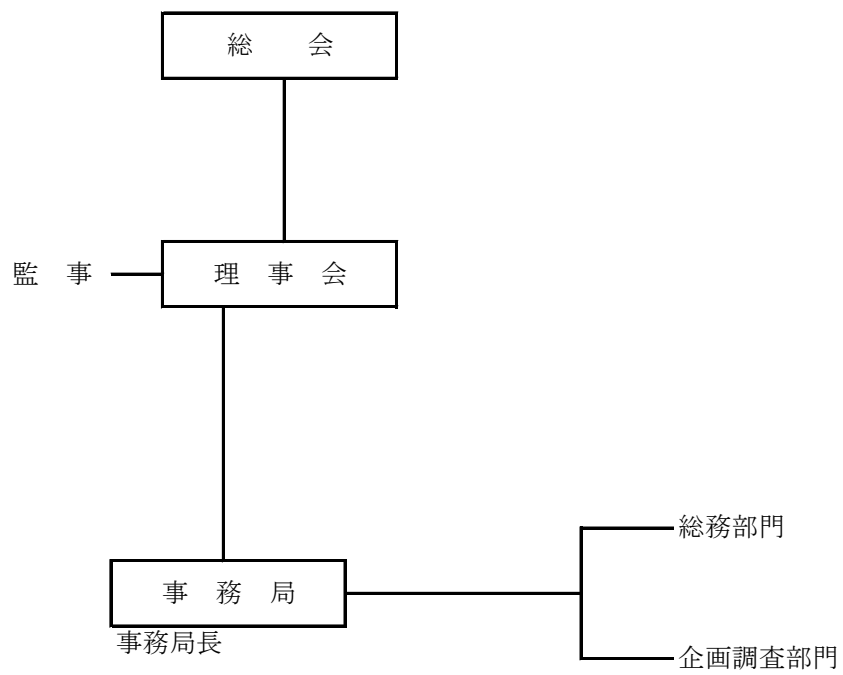 総　会
監　事
理　事　会
総務部門
事　務　局
事務局長
企画調査部門